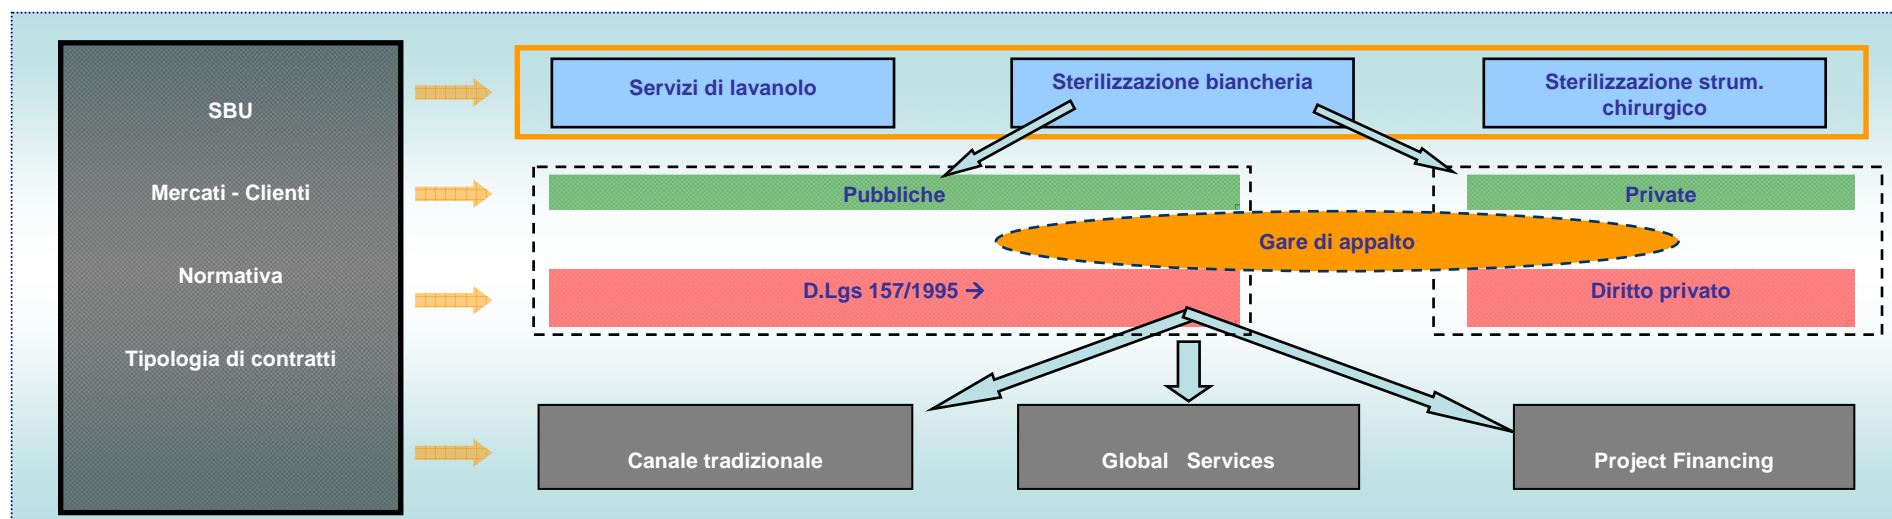 SBU
Mercati - Clienti
Normativa
Tipologia di contratti
Servizi di lavanolo
Sterilizzazione biancheria
Sterilizzazione strum.
chirurgico
Pubbliche
Private
Gare di appalto
D.Lgs 157/1995 →
Diritto privato
Canale tradizionale
Global Services
Project Financing